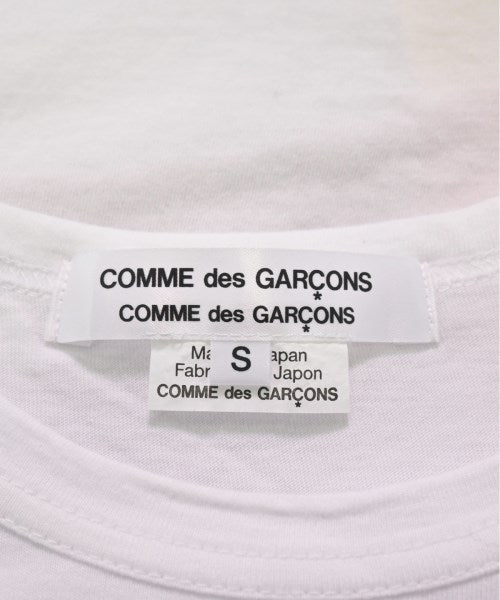 COMME des GARÇONS
COMME des GARÇONS
S
Ma apan
Fabr Japon
COMME des GARÇONS